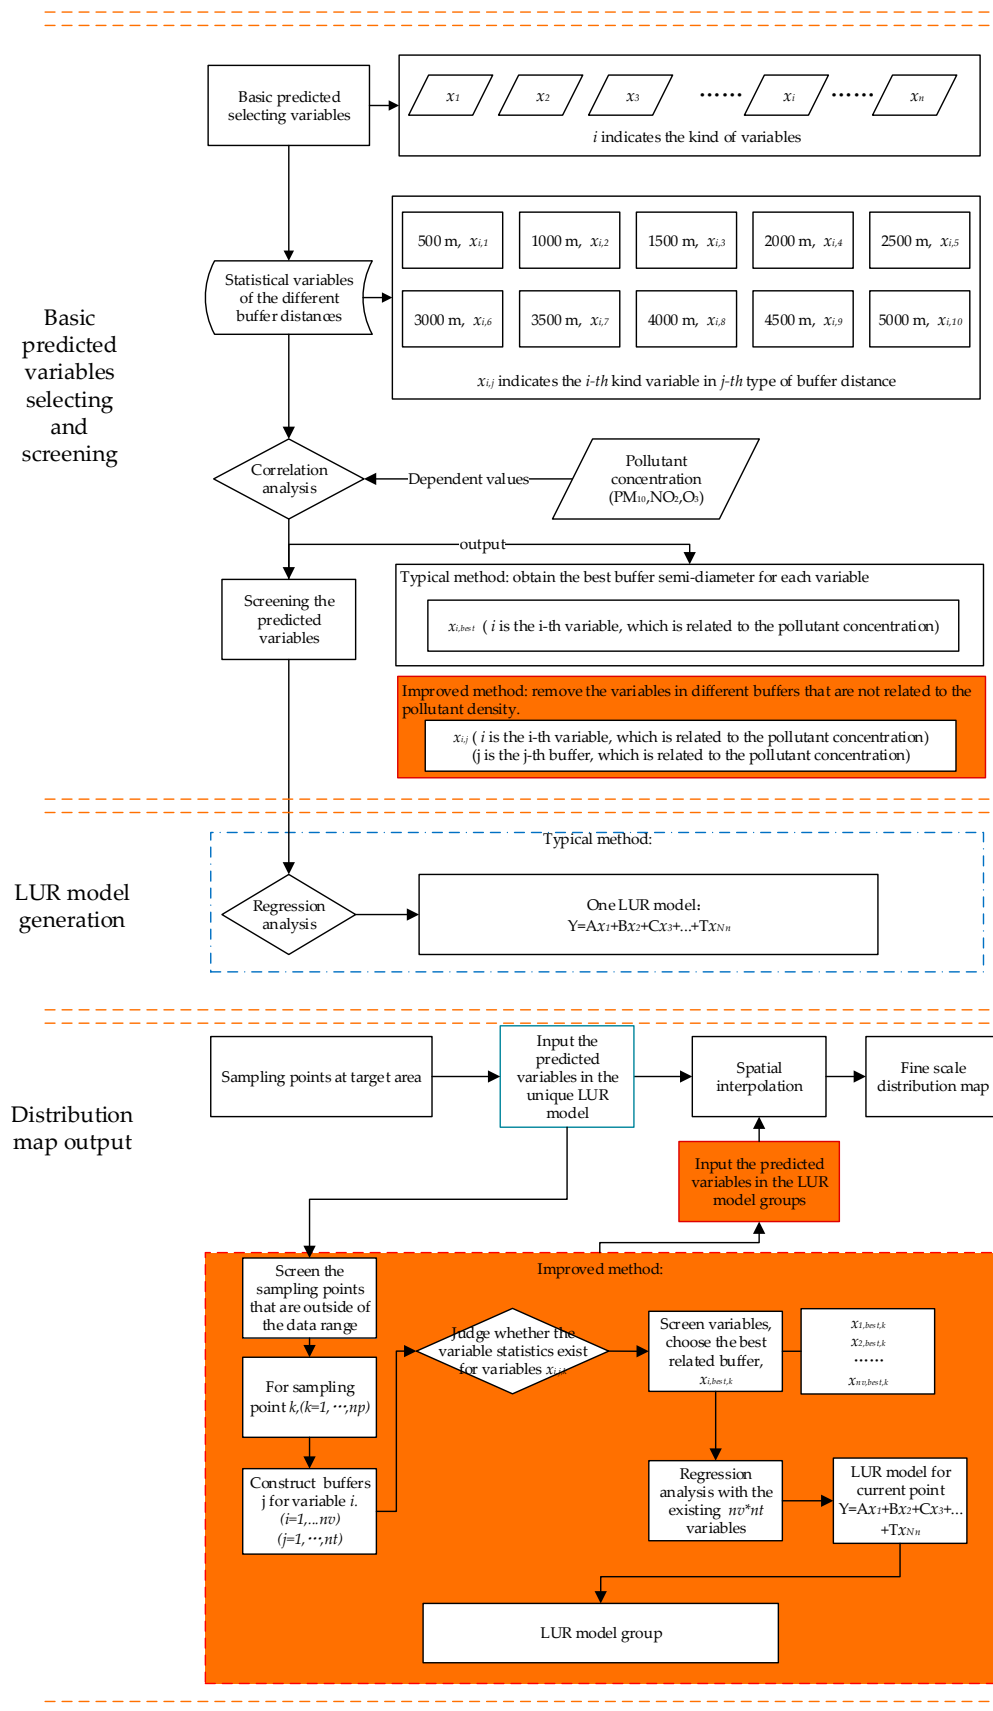 Basic predicted
selecting variables
x1
x2
x3
······
xi
······
xn
i indicates the kind of variables
Basic
predicted
variables
selecting
and
screening
Statistical variables
of the different
buffer distances
500 m, xi,1
1000 m, xi,2
1500 m, xi,3
2000 m, xi,4
2500 m, xi,5
3000 m, xi,6
3500 m, xi,7
4000 m, xi,8
4500 m, xi,9
5000 m, xi,10
xi,j indicates the i-th kind variable in j-th type of buffer distance
Correlation
analysis
Dependent values
Pollutant
concentration
(PM10,NO2,O3)
output
Screening the
predicted
variables
Typical method: obtain the best buffer semi-diameter for each variable
xi,best ( i is the i-th variable, which is related to the pollutant concentration)
Improved method: remove the variables in different buffers that are not related to the
pollutant density.
xi,j ( i is the i-th variable, which is related to the pollutant concentration)
(j is the j-th buffer, which is related to the pollutant concentration)
LUR model
generation
Typical method:
Regression
analysis
One LUR model:
Y=Ax1+Bx2+Cx3+...+TxNn
Distribution
map output
Sampling points at target area
Input the
predicted
variables in the
unique LUR
model
Spatial
interpolation
Fine scale
distribution map
Input the predicted
variables in the LUR
model groups
Improved method:
Screen the
sampling points
that are outside of
the data range
For sampling
point k,(k=1, ···,np)
Construct buffers
j for variable i.
(i=1,...nv)
(j=1, ···,nt)
Judge whether the
variable statistics exist
for variables xi,j,k
Screen variables,
choose the best
related buffer,
xi,best,k
x1,best,k
x2,best,k
······
xnv,best,k
Regression
analysis with the
existing nv*nt
variables
LUR model for
current point
Y=Ax1+Bx2+Cx3+...
+TxNn
LUR model group